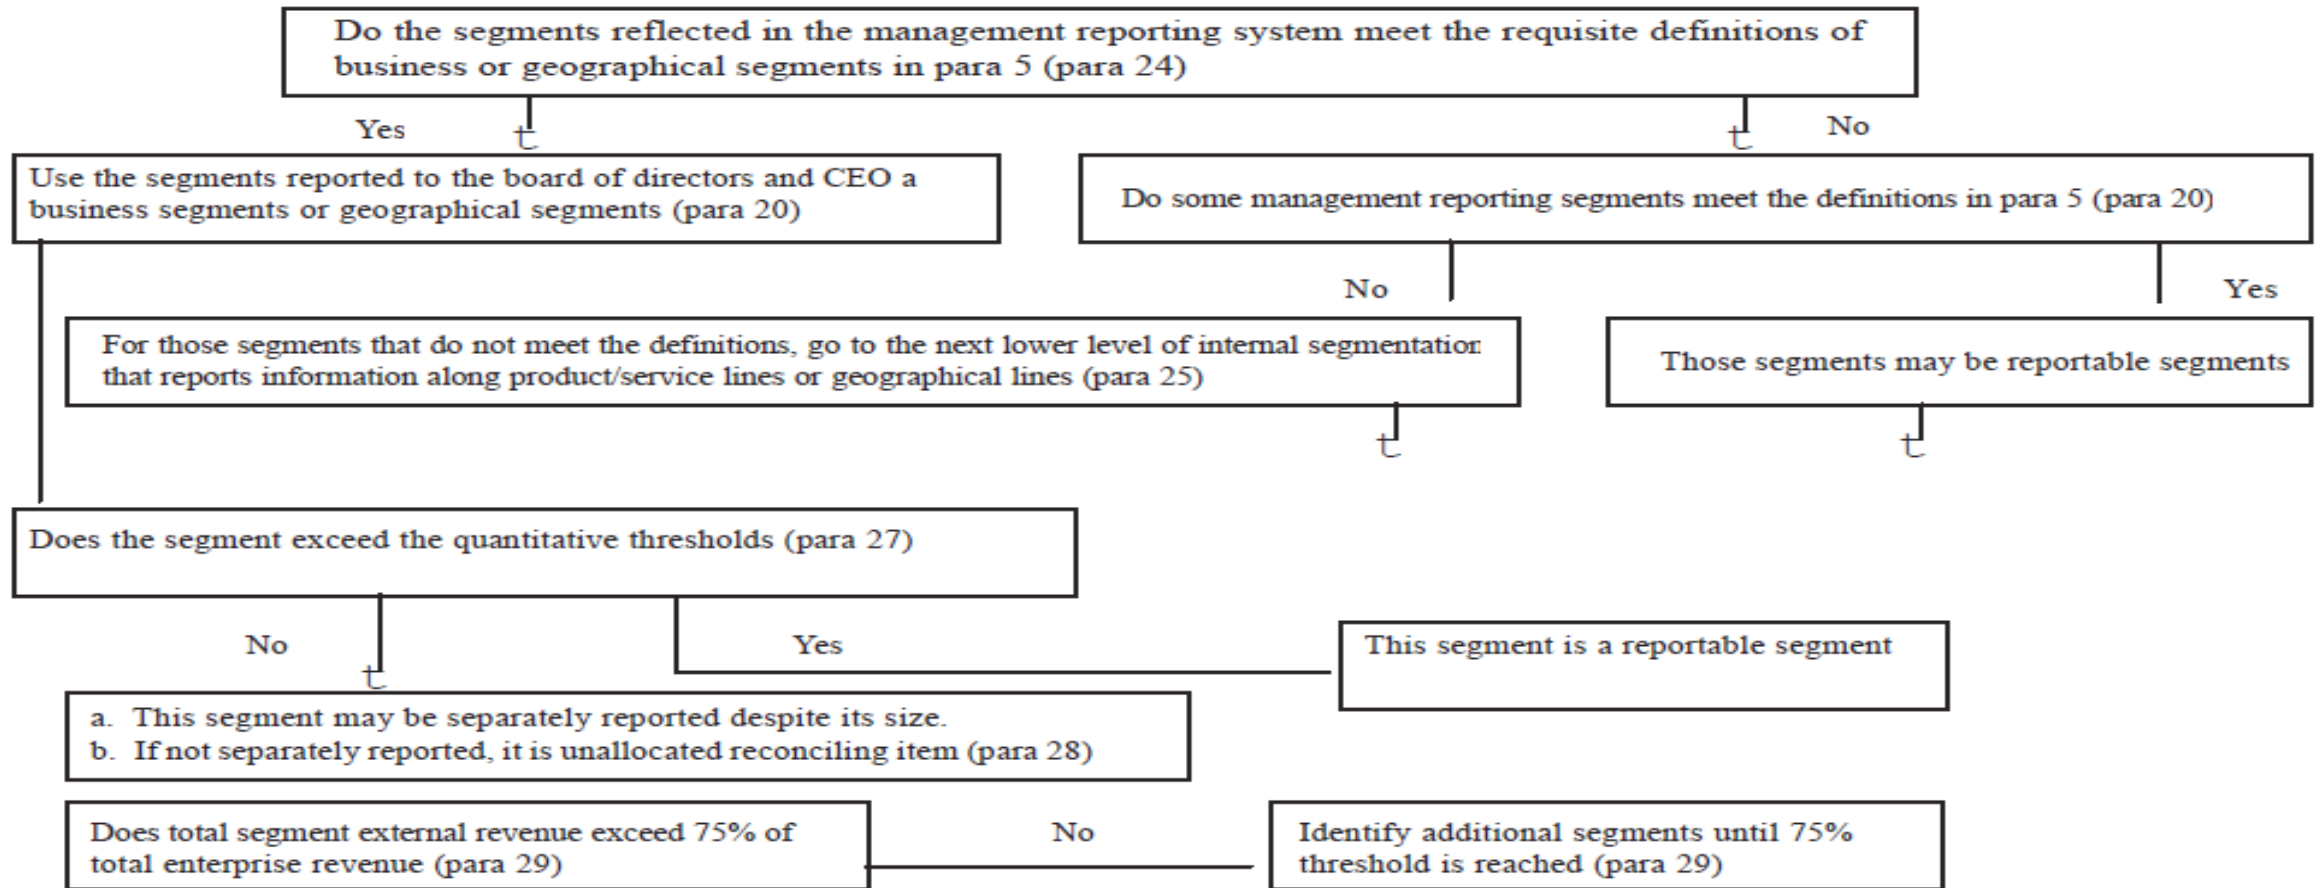 Do the segments reflected in the management reporting system meet the requisite definitions of
business or geographical segments in para 5 (para 24)
Yes
t
t
No
Use the segments reported to the board of directors and CEO a
business segments or geographical segments (para 20)
Do some management reporting segments meet the definitions in para 5 (para 20)
No
Yes
For those segments that do not meet the definitions, go to the next lower level of internal segmentation
that reports information along product/service lines or geographical lines (para 25)
Those segments may be reportable segments
t
t
Does the segment exceed the quantitative thresholds (para 27)
No
t
Yes
This segment is a reportable segment
a. This segment may be separately reported despite its size.
b. If not separately reported, it is unallocated reconciling item (para 28)
Does total segment external revenue exceed 75% of
total enterprise revenue (para 29)
No
Identify additional segments until 75%
threshold is reached (para 29)